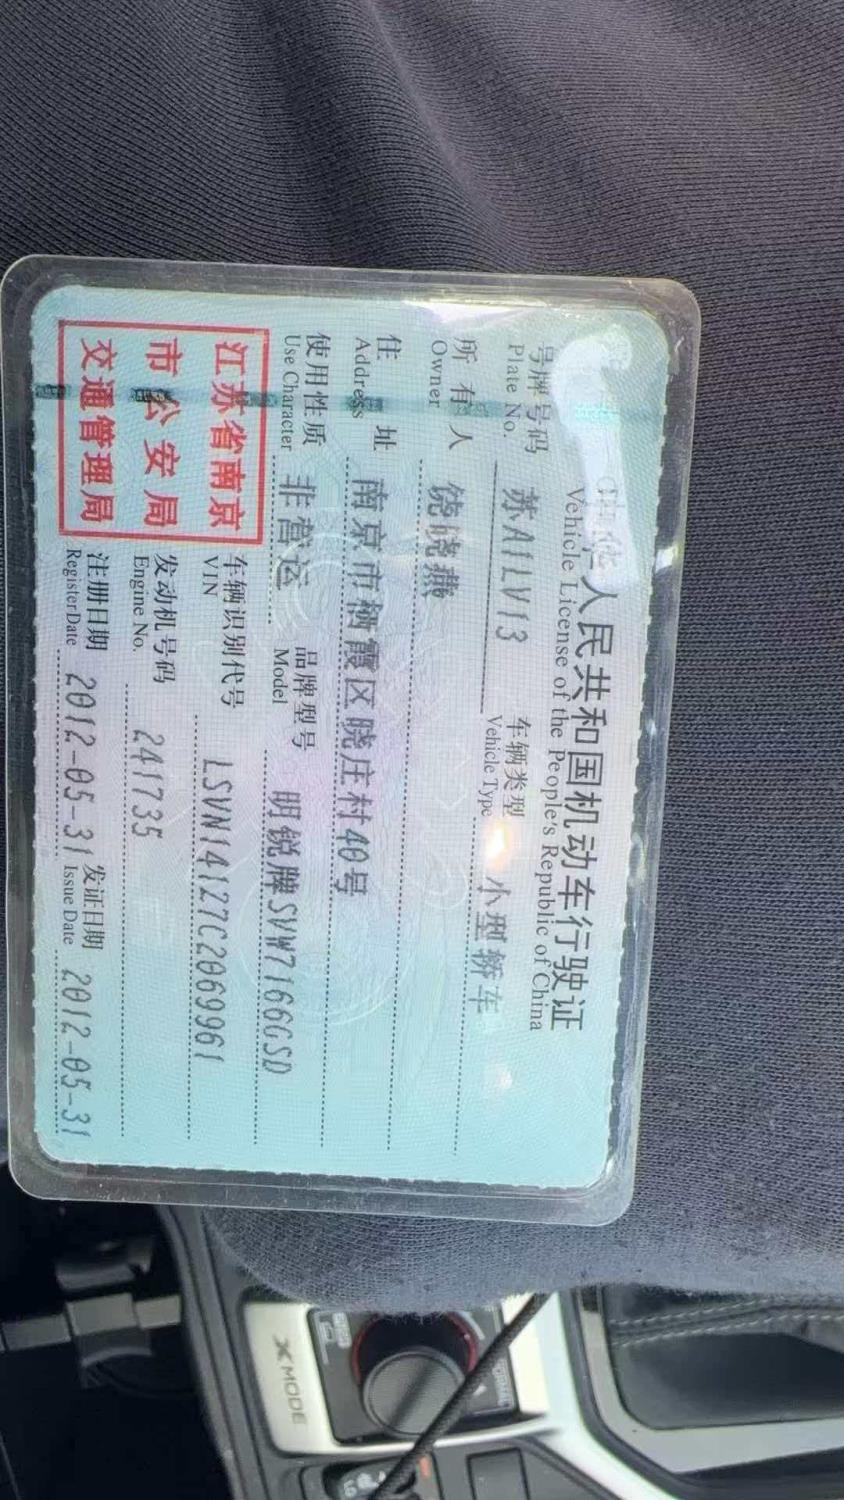 中华人民共和国机动车行驶证
Vehicle License of the People's Republic of China
号牌号码 苏A1LV13 车辆类型 小型轿车
Plate No. Vehicle Type
所有人 饶晓燕
Owner
住址 南京市栖霞区晓庄村40号
Address
使用性质 非营运 品牌型号 明锐牌SVW7166GSD
Use Character Model
江苏省南京
市公安局
交通管理局
车辆识别代号 LSVN14127C2069961
VIN
发动机号码 241735
Engine No.
注册日期 2012-05-31 发证日期 2012-05-31
Register Date Issue Date
X MODE